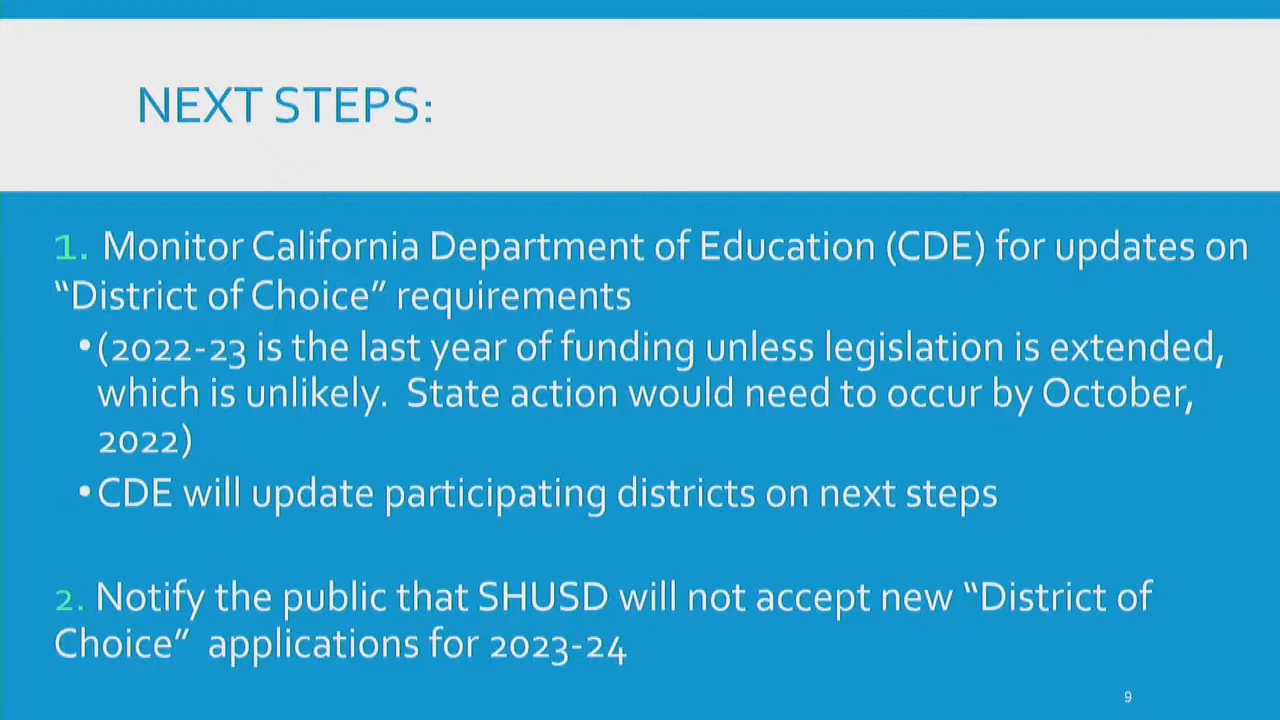 NEXT STEPS:
1. Monitor California Department of Education (CDE) for updates on
“District of Choice” requirements
•(2022-23 is the last year of funding unless legislation is extended,
which is unlikely.  State action would need to occur by October,
2022)
•CDE will update participating districts on next steps
2. Notify the public that SHUSD will not accept new “District of
Choice”  applications for 2023-24
9